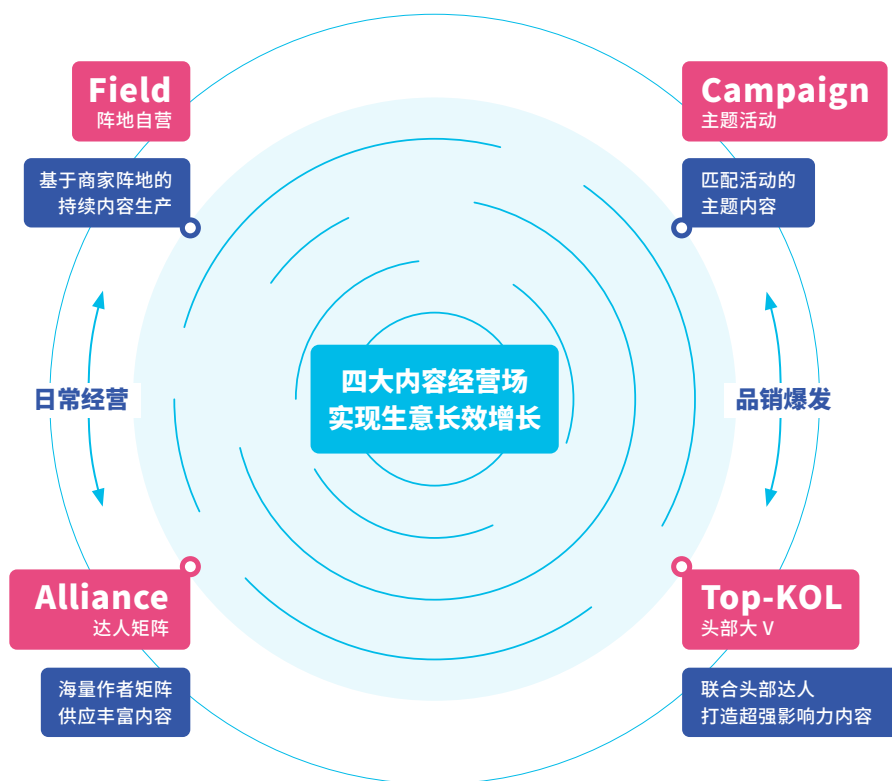 Field
阵地自营
基于商家阵地的
持续内容生产
Campaign
主题活动
匹配活动的
主题内容
日常经营
四大内容经营场
实现生意长效增长
品销爆发
Alliance
达人矩阵
海量作者矩阵
供应丰富内容
Top-KOL
头部大 V
联合头部达人
打造超强影响力内容